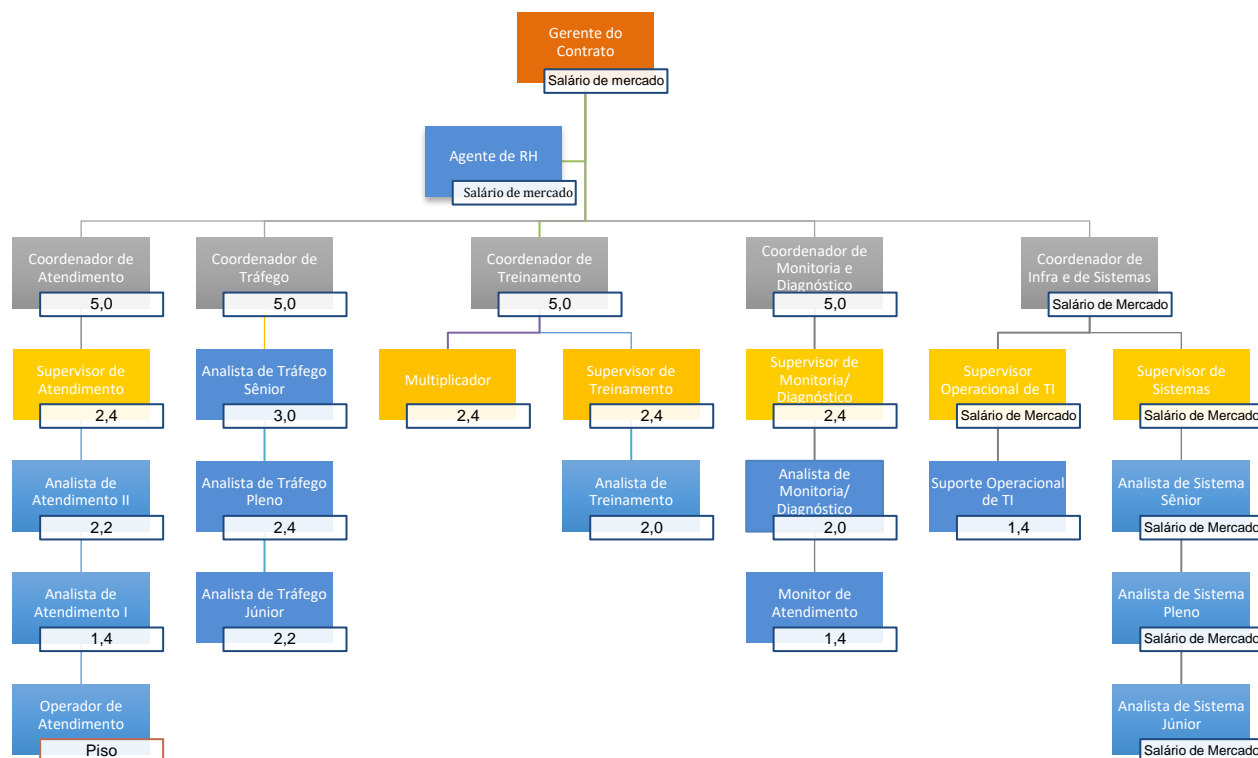 Gerente do
Contrato
Salário de mercado
Agente de RH
Salário de mercado
Coordenador de
Atendimento
5,0
Coordenador de
Tráfego
5,0
Coordenador de
Treinamento
5,0
Coordenador de
Monitoria e
Diagnóstico
5,0
Coordenador de
Infra e de Sistemas
Salário de Mercado
Supervisor de
Atendimento
2,4
Analista de Tráfego
Sênior
3,0
Multiplicador
2,4
Supervisor de
Treinamento
2,4
Supervisor de
Monitoria/
Diagnóstico
2,4
Supervisor
Operacional de TI
Salário de Mercado
Supervisor de
Sistemas
Salário de Mercado
Analista de
Atendimento II
2,2
Analista de Tráfego
Pleno
2,4
Analista de
Treinamento
2,0
Analista de
Monitoria/
Diagnóstico
2,0
Suporte Operacional
de TI
1,4
Analista de Sistema
Sênior
Salário de Mercado
Analista de
Atendimento I
1,4
Analista de Tráfego
Júnior
2,2
Monitor de
Atendimento
1,4
Analista de Sistema
Pleno
Salário de Mercado
Operador de
Atendimento
Piso
Analista de Sistema
Júnior
Salário de Mercado